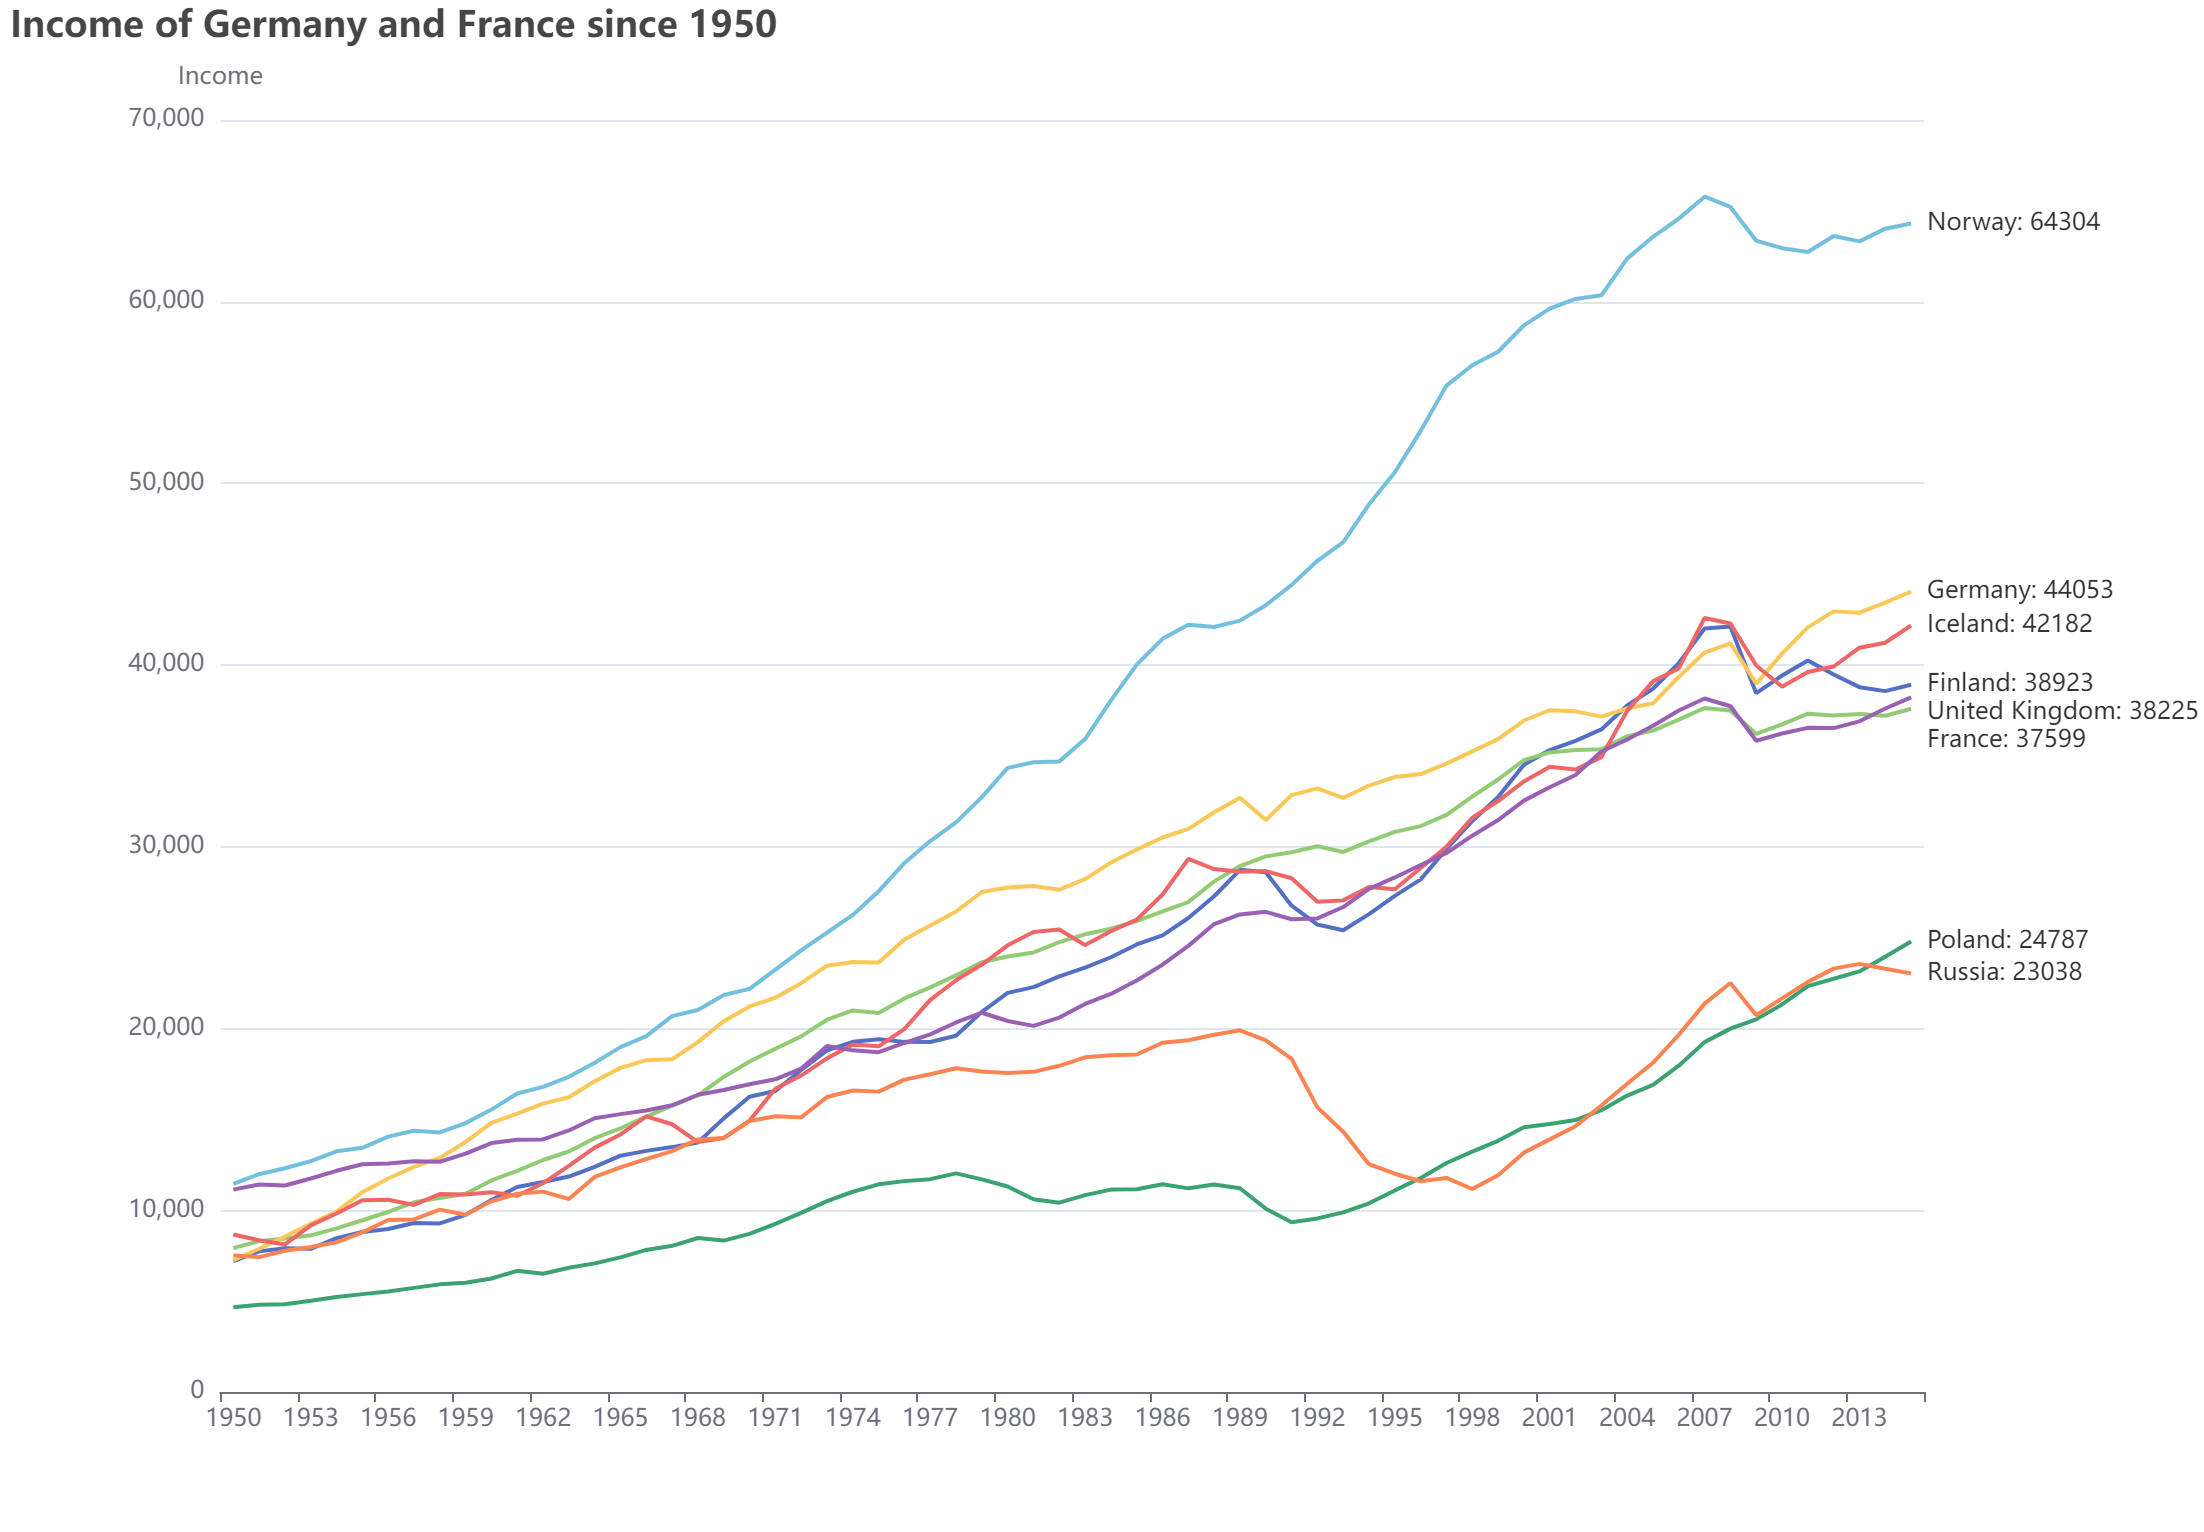 Income of Germany and France since 1950
Income
70,000
60,000
50,000
40,000
30,000
20,000
10,000
0
1950 1953 1956 1959 1962 1965 1968 1971 1974 1977 1980 1983 1986 1989 1992 1995 1998 2001 2004 2007 2010 2013
Norway: 64304
Germany: 44053
Iceland: 42182
Finland: 38923
United Kingdom: 38225
France: 37599
Poland: 24787
Russia: 23038